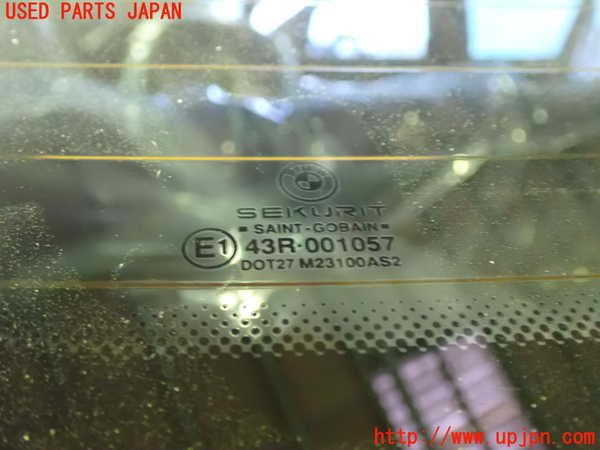 USED PARTS JAPAN
SEKURIT
SAINT-GOBAIN
E1 43R-001057
DOT27 M23100AS2
http://www.upjpn.com/